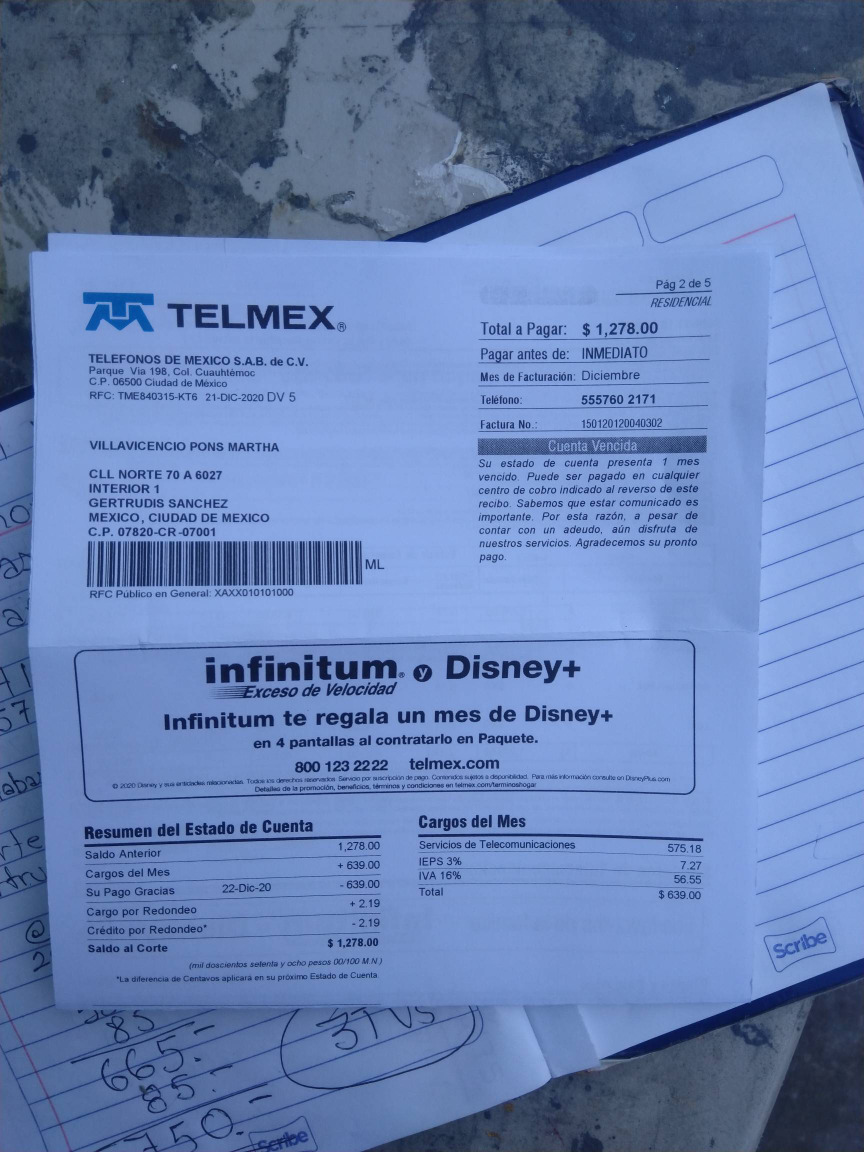 Pág 2 de 5
RESIDENCIAL
TELMEX®
Total a Pagar: $ 1,278.00
Pagar antes de: INMEDIATO
Mes de Facturación: Diciembre
Teléfono: 555760 2171
Factura No.: 150120120040302
TELEFONOS DE MEXICO S.A.B. de C.V.
Parque Via 198, Col. Cuauhtémoc
C.P. 06500 Ciudad de México
RFC: TME840315-KT6 21-DIC-2020 DV 5
VILLAVICENCIO PONS MARTHA
CLL NORTE 70 A 6027
INTERIOR 1
GERTRUDIS SANCHEZ
MEXICO, CIUDAD DE MEXICO
C.P. 07820-CR-07001
ML
RFC Público en General: XAXX010101000
Cuenta Vencida
Su estado de cuenta presenta 1 mes
vencido. Puede ser pagado en cualquier
centro de cobro indicado al reverso de este
recibo. Sabemos que estar comunicado es
importante. Por esta razón, a pesar de
contar con un adeudo, aún disfruta de
nuestros servicios. Agradecemos su pronto
pago.
infinitum® y Disney+
Exceso de Velocidad
Infinitum te regala un mes de Disney+
en 4 pantallas al contratarlo en Paquete.
800 123 2222 telmex.com
© 2020 Disney y sus entidades relacionadas. Todos los derechos reservados. Servicio por suscripción de pago. Contenidos sujetos a disponibilidad. Para más información consulte en DisneyPlus.com
Detalles de la promoción, beneficios, términos y condiciones en telmex.com/terminoshogar
Resumen del Estado de Cuenta
Saldo Anterior 1,278.00
Cargos del Mes + 639.00
Su Pago Gracias 22-Dic-20 - 639.00
Cargo por Redondeo + 2.19
Crédito por Redondeo* - 2.19
Saldo al Corte $ 1,278.00
(mil doscientos setenta y ocho pesos 00/100 M.N.)
*La diferencia de Centavos aplicará en su próximo Estado de Cuenta
Cargos del Mes
Servicios de Telecomunicaciones 575.18
IEPS 3% 7.27
IVA 16% 56.55
Total $ 639.00
Scribe
85
665.-
85.-
750.-
3TVs
Scribe